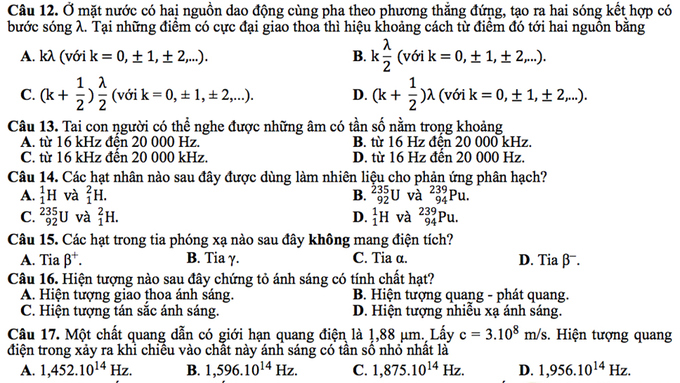 Câu 12. Ở mặt nước có hai nguồn dao động cùng pha theo phương thẳng đứng, tạo ra hai sóng kết hợp có
bước sóng λ. Tại những điểm có cực đại giao thoa thì hiệu khoảng cách từ điểm đó tới hai nguồn bằng
A. kλ (với k = 0, ± 1, ± 2,...). B. k λ/2 (với k = 0, ± 1, ± 2,...).
C. (k + 1/2) λ/2 (với k = 0, ± 1, ± 2,...). D. (k + 1/2)λ (với k = 0, ± 1, ± 2,...).
Câu 13. Tai con người có thể nghe được những âm có tần số nằm trong khoảng
A. từ 16 kHz đến 20 000 Hz. B. từ 16 Hz đến 20 000 kHz.
C. từ 16 kHz đến 20 000 kHz. D. từ 16 Hz đến 20 000 Hz.
Câu 14. Các hạt nhân nào sau đây được dùng làm nhiên liệu cho phản ứng phân hạch?
A. ¹₁H và ²₁H. B. ²³⁵₉₂U và ²³⁹₉₄Pu.
C. ²³⁵₉₂U và ²₁H. D. ¹₁H và ²³⁹₉₄Pu.
Câu 15. Các hạt trong tia phóng xạ nào sau đây không mang điện tích?
A. Tia β⁺. B. Tia γ. C. Tia α. D. Tia β⁻.
Câu 16. Hiện tượng nào sau đây chứng tỏ ánh sáng có tính chất hạt?
A. Hiện tượng giao thoa ánh sáng. B. Hiện tượng quang - phát quang.
C. Hiện tượng tán sắc ánh sáng. D. Hiện tượng nhiễu xạ ánh sáng.
Câu 17. Một chất quang dẫn có giới hạn quang điện là 1,88 μm. Lấy c = 3.10⁸ m/s. Hiện tượng quang
điện trong xảy ra khi chiếu vào chất này ánh sáng có tần số nhỏ nhất là
A. 1,452.10¹⁴ Hz. B. 1,596.10¹⁴ Hz. C. 1,875.10¹⁴ Hz. D. 1,956.10¹⁴ Hz.